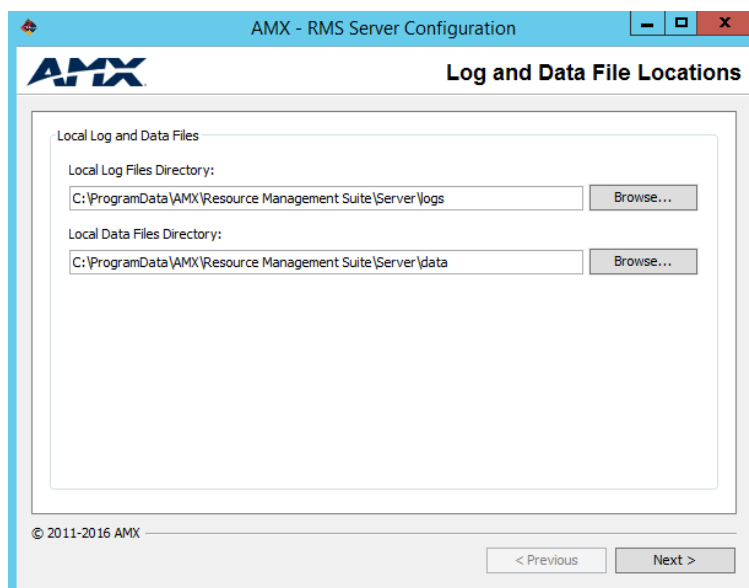 AMX - RMS Server Configuration
AMX
Log and Data File Locations
Local Log and Data Files
Local Log Files Directory:
C:\ProgramData\AMX\Resource Management Suite\Server\logs
Browse...
Local Data Files Directory:
C:\ProgramData\AMX\Resource Management Suite\Server\data
Browse...
© 2011-2016 AMX
< Previous
Next >